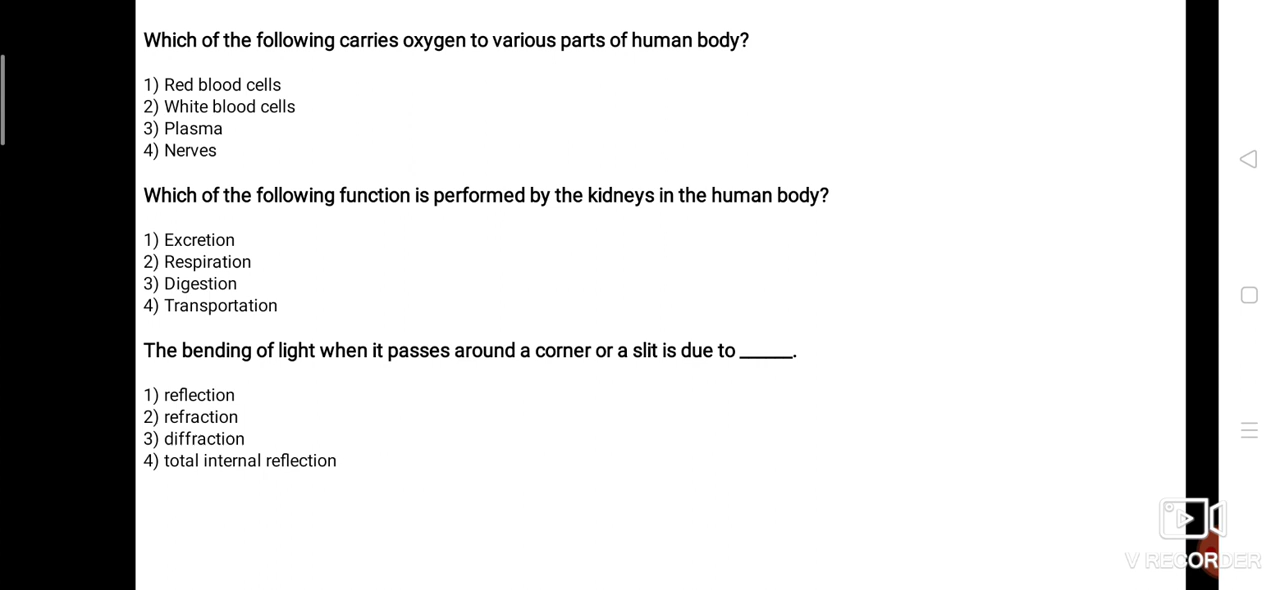 Which of the following carries oxygen to various parts of human body?
1) Red blood cells
2) White blood cells
3) Plasma
4) Nerves
Which of the following function is performed by the kidneys in the human body?
1) Excretion
2) Respiration
3) Digestion
4) Transportation
The bending of light when it passes around a corner or a slit is due to ______.
1) reflection
2) refraction
3) diffraction
4) total internal reflection
V RECORDER